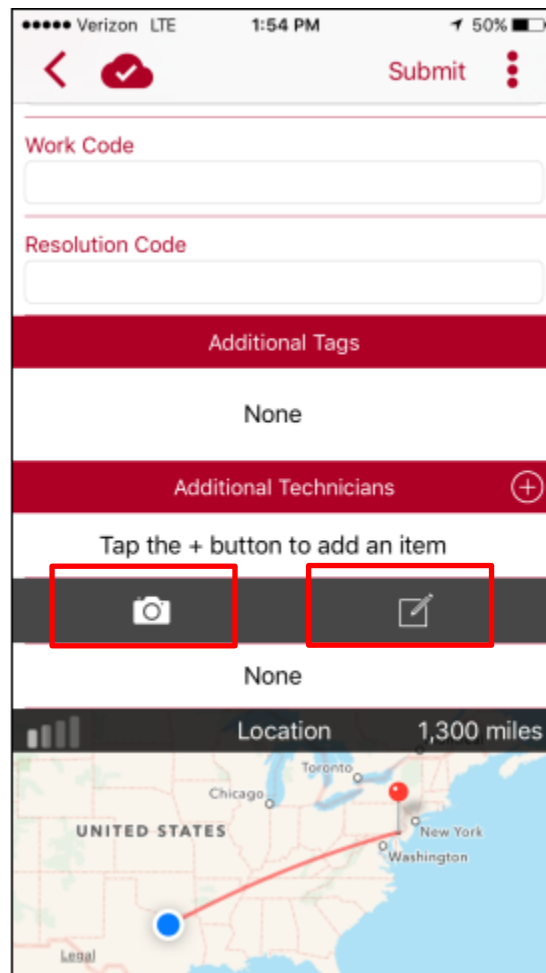 Verizon LTE 1:54 PM 50%
Submit
Work Code
Resolution Code
Additional Tags
None
Additional Technicians
Tap the + button to add an item
None
Location 1,300 miles
Toronto
Chicago
UNITED STATES
New York
Washington
Legal